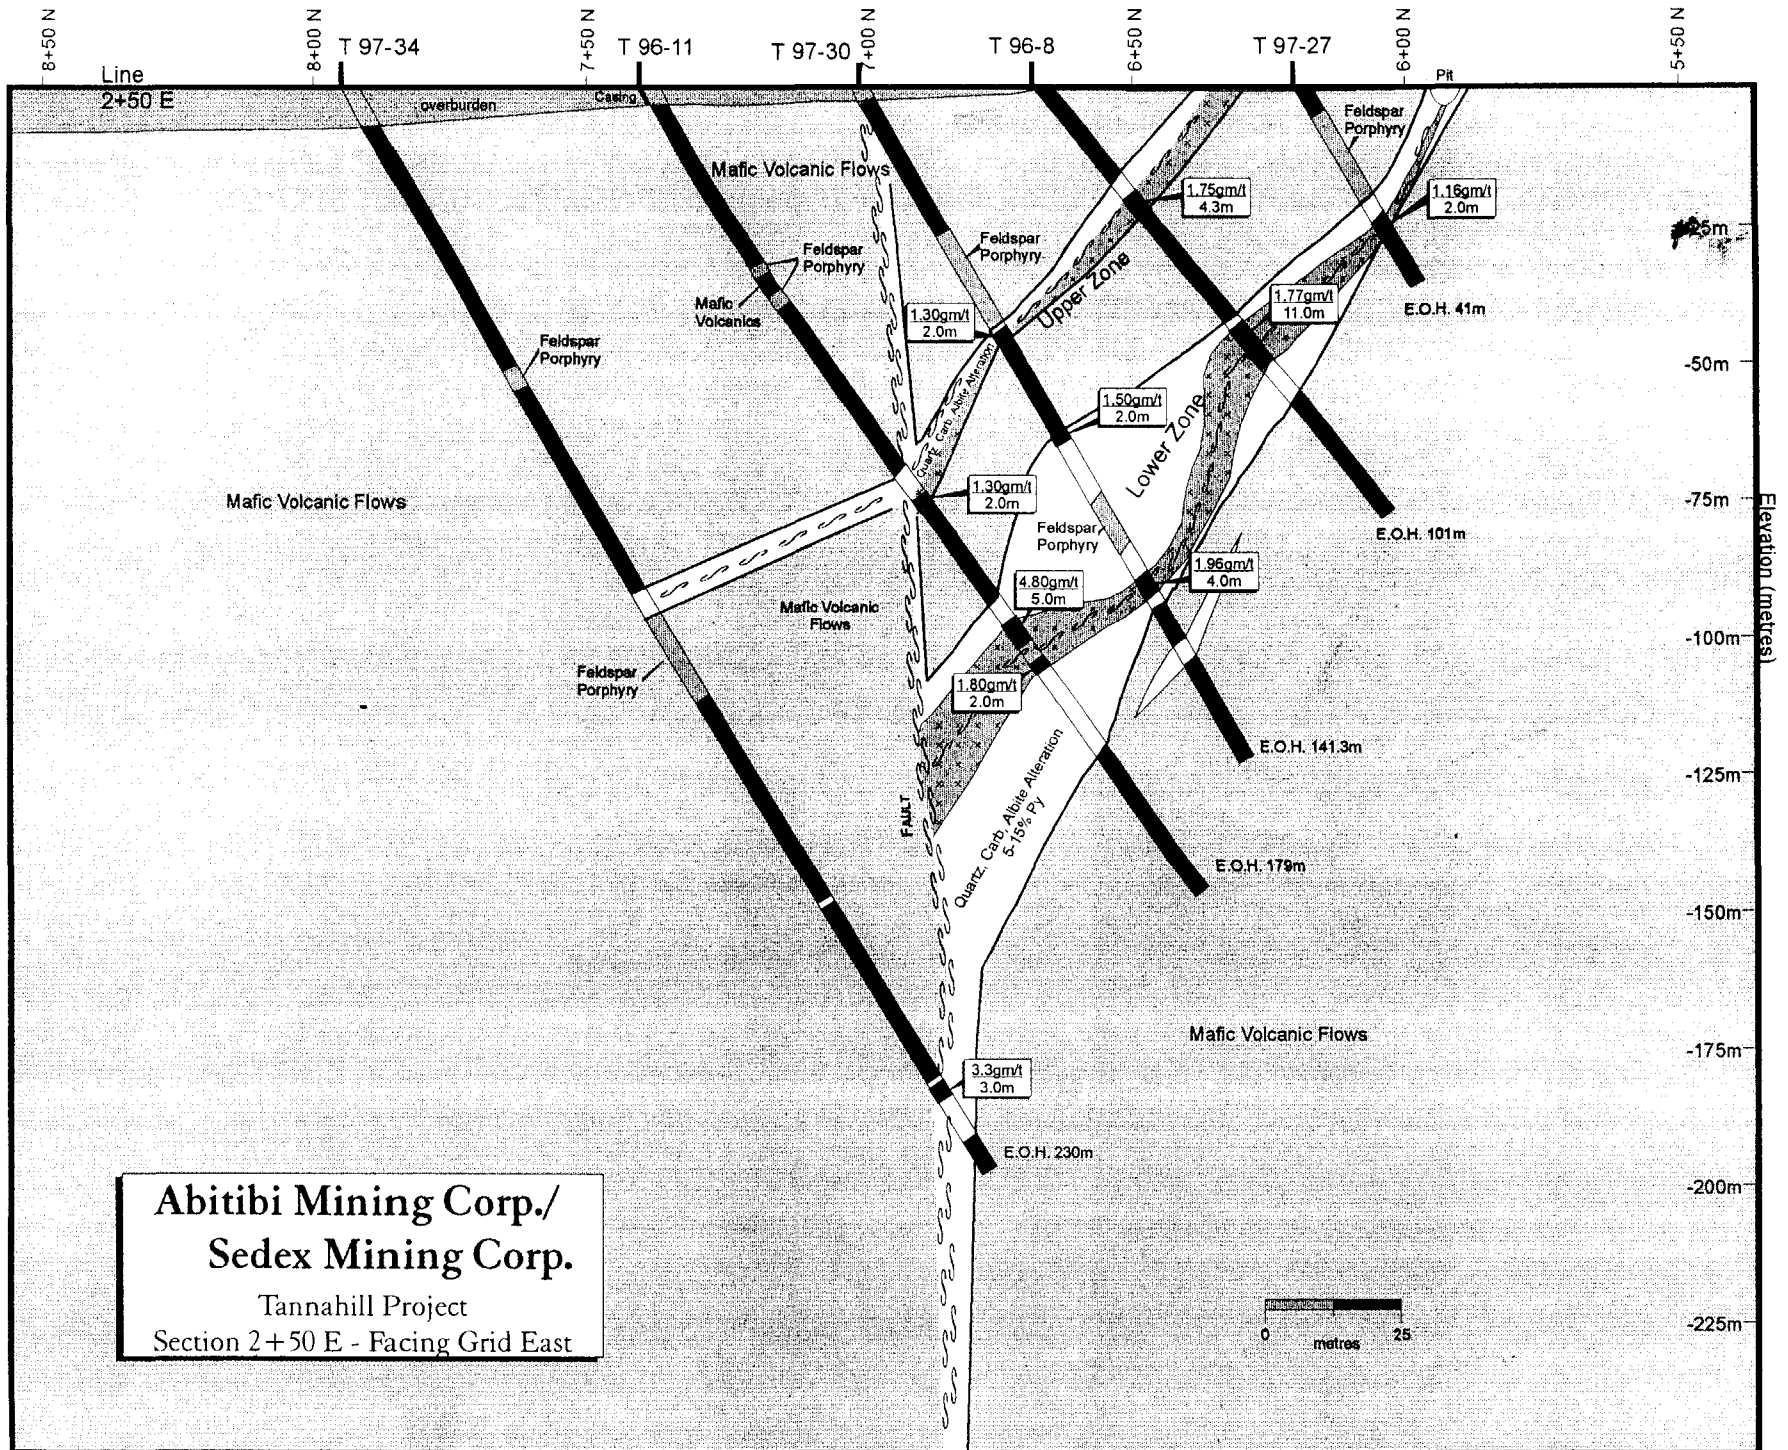 8+50 N
8+00 N
7+50 N
7+00 N
6+50 N
6+00 N
5+50 N
T 97-34
T 96-11
T 97-30
T 96-8
T 97-27
Line
2+50 E
overburden
Casing
Pit
Mafic Volcanic Flows
Feldspar
Porphyry
1.75gm/t
4.3m
1.16gm/t
2.0m
Feldspar
Porphyry
Feldspar
Porphyry
Mafic
Volcanics
Upper Zone
-25m
1.77gm/t
11.0m
E.O.H. 41m
1.30gm/t
2.0m
Feldspar
Porphyry
Quartz, Carb, Albite Alteration
-50m
1.50gm/t
2.0m
Lower Zone
Mafic Volcanic Flows
1.30gm/t
2.0m
-75m
Elevation (metres)
Feldspar
Porphyry
E.O.H. 101m
1.96gm/t
4.0m
4.80gm/t
5.0m
Mafic Volcanic
Flows
-100m
Feldspar
Porphyry
1.80gm/t
2.0m
E.O.H. 141.3m
-125m
FAULT
Quartz, Carb, Albite Alteration
5-15% Py
E.O.H. 179m
-150m
Mafic Volcanic Flows
-175m
3.3gm/t
3.0m
E.O.H. 230m
-200m
Abitibi Mining Corp./
Sedex Mining Corp.
Tannahill Project
Section 2+50 E - Facing Grid East
0
25
metres
-225m